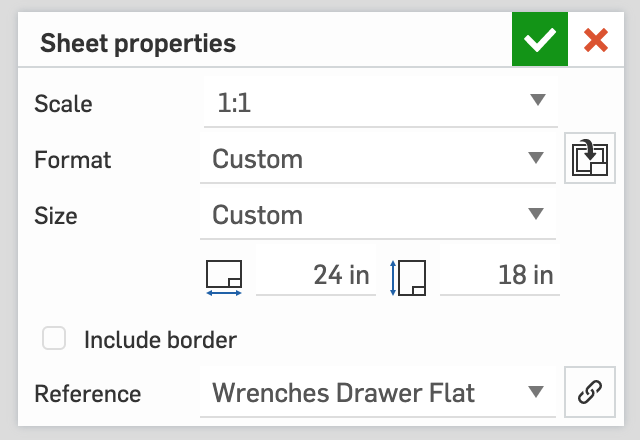 Sheet properties
Scale 1:1
Format Custom
Size Custom
24 in 18 in
Include border
Reference Wrenches Drawer Flat